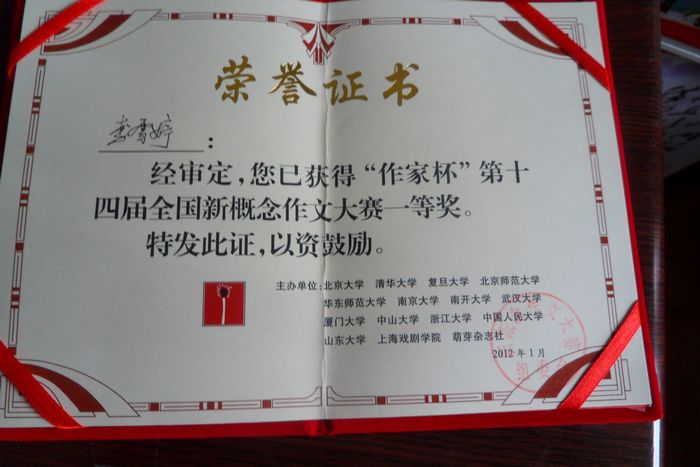 荣誉证书
李雪婷：
经审定，您已获得“作家杯”第十
四届全国新概念作文大赛一等奖。
特发此证，以资鼓励。
主办单位：北京大学 清华大学 复旦大学 北京师范大学
华东师范大学 南京大学 南开大学 武汉大学
厦门大学 中山大学 浙江大学 中国人民大学
山东大学 上海戏剧学院 萌芽杂志社
2012年1月